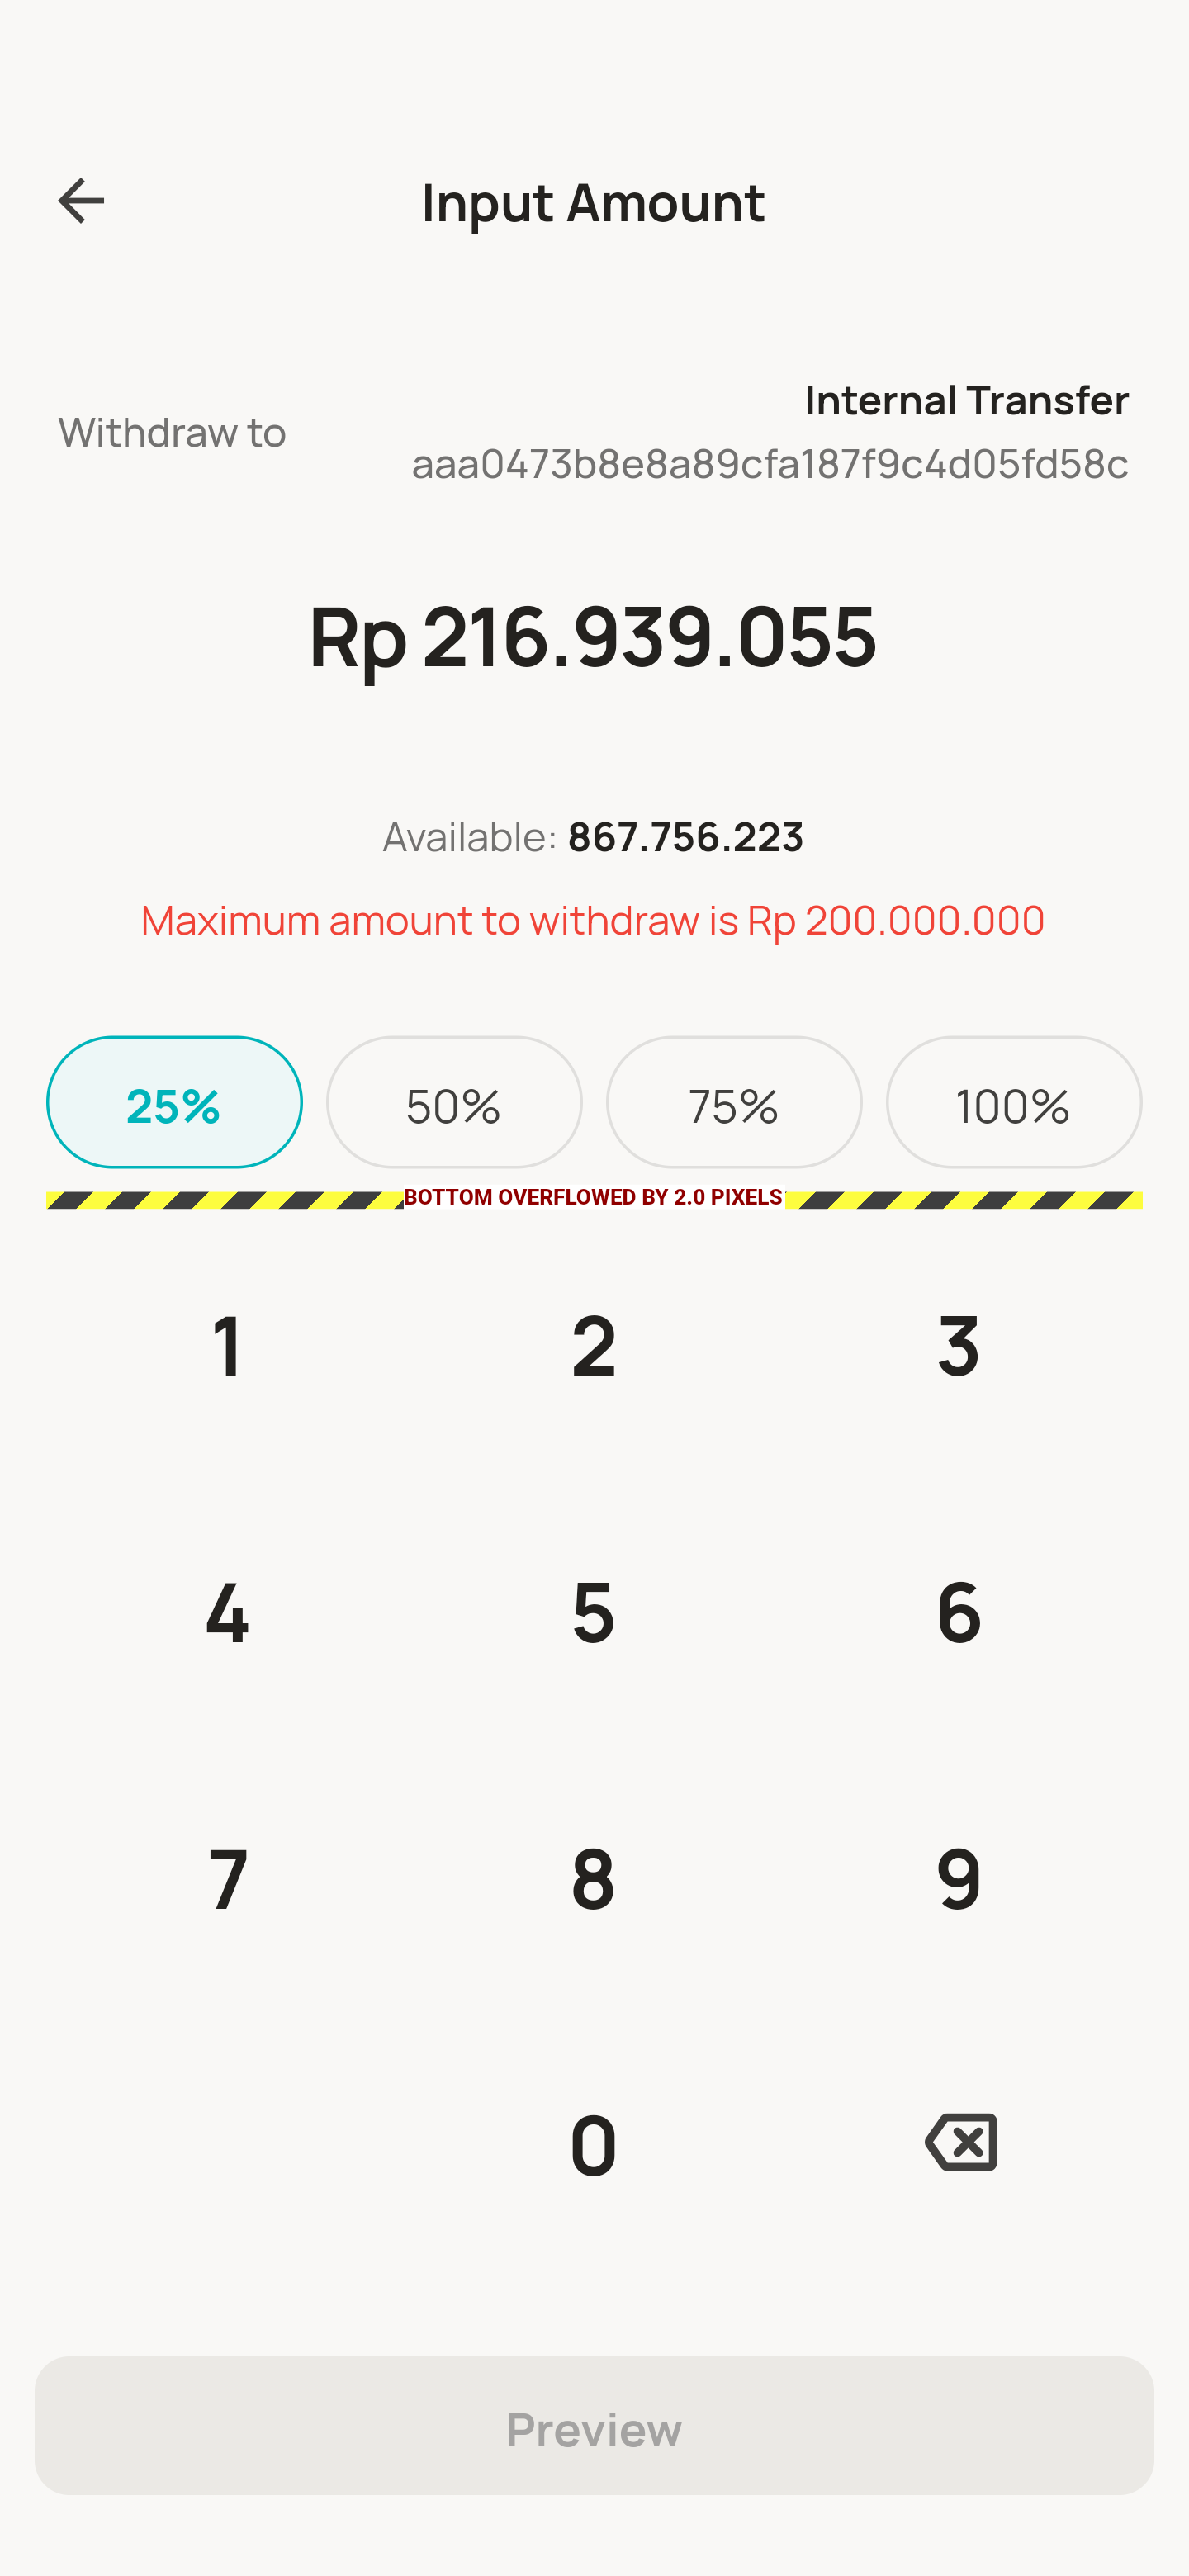 Input Amount
Withdraw to
Internal Transfer
aaa0473b8e8a89cfa187f9c4d05fd58c
Rp 216.939.055
Available: 867.756.223
Maximum amount to withdraw is Rp 200.000.000
25% 50% 75% 100%
BOTTOM OVERFLOWED BY 2.0 PIXELS
1 2 3
4 5 6
7 8 9
0
Preview